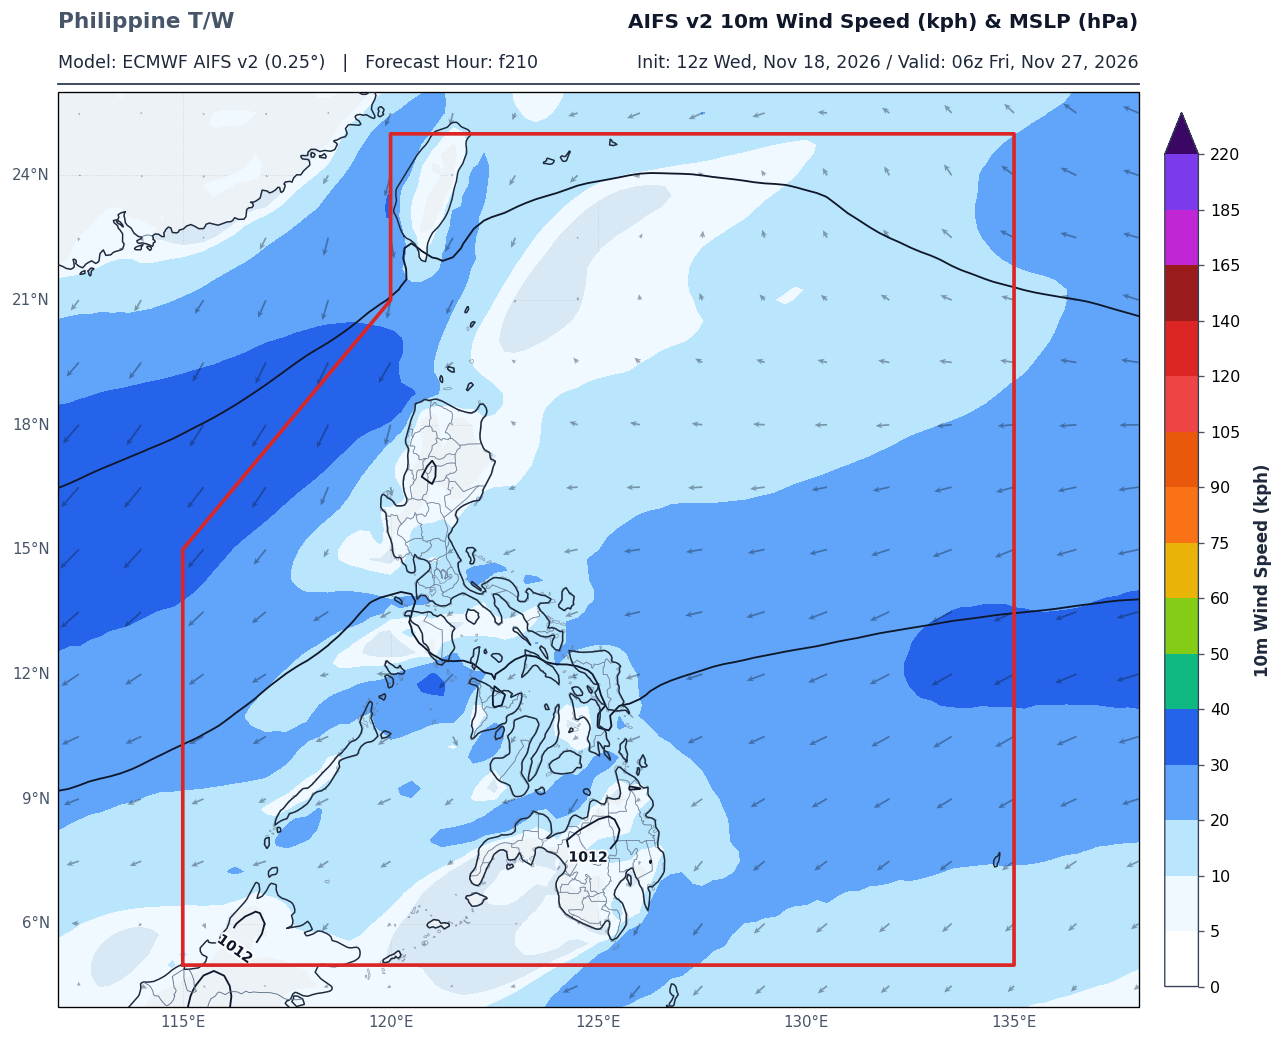 Philippine T/W
AIFS v2 10m Wind Speed (kph) & MSLP (hPa)
Model: ECMWF AIFS v2 (0.25°) | Forecast Hour: f210
Init: 12z Wed, Nov 18, 2026 / Valid: 06z Fri, Nov 27, 2026
24°N
21°N
18°N
15°N
12°N
9°N
6°N
1012
1012
115°E
120°E
125°E
130°E
135°E
220
185
165
140
120
105
90
75
60
50
40
30
20
10
5
0
10m Wind Speed (kph)